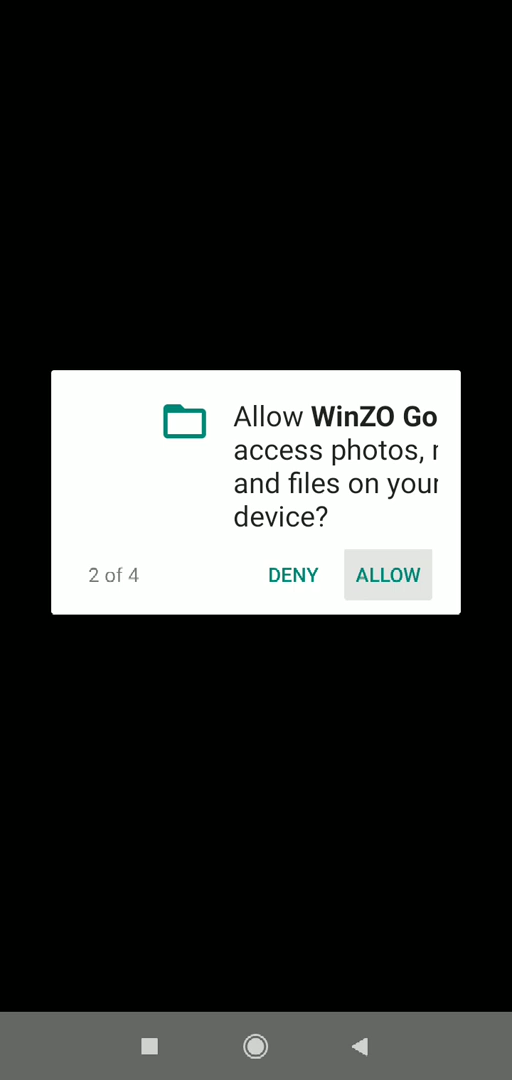 Allow WinZO Go
access photos,
and files on your
device?
2 of 4
DENY
ALLOW